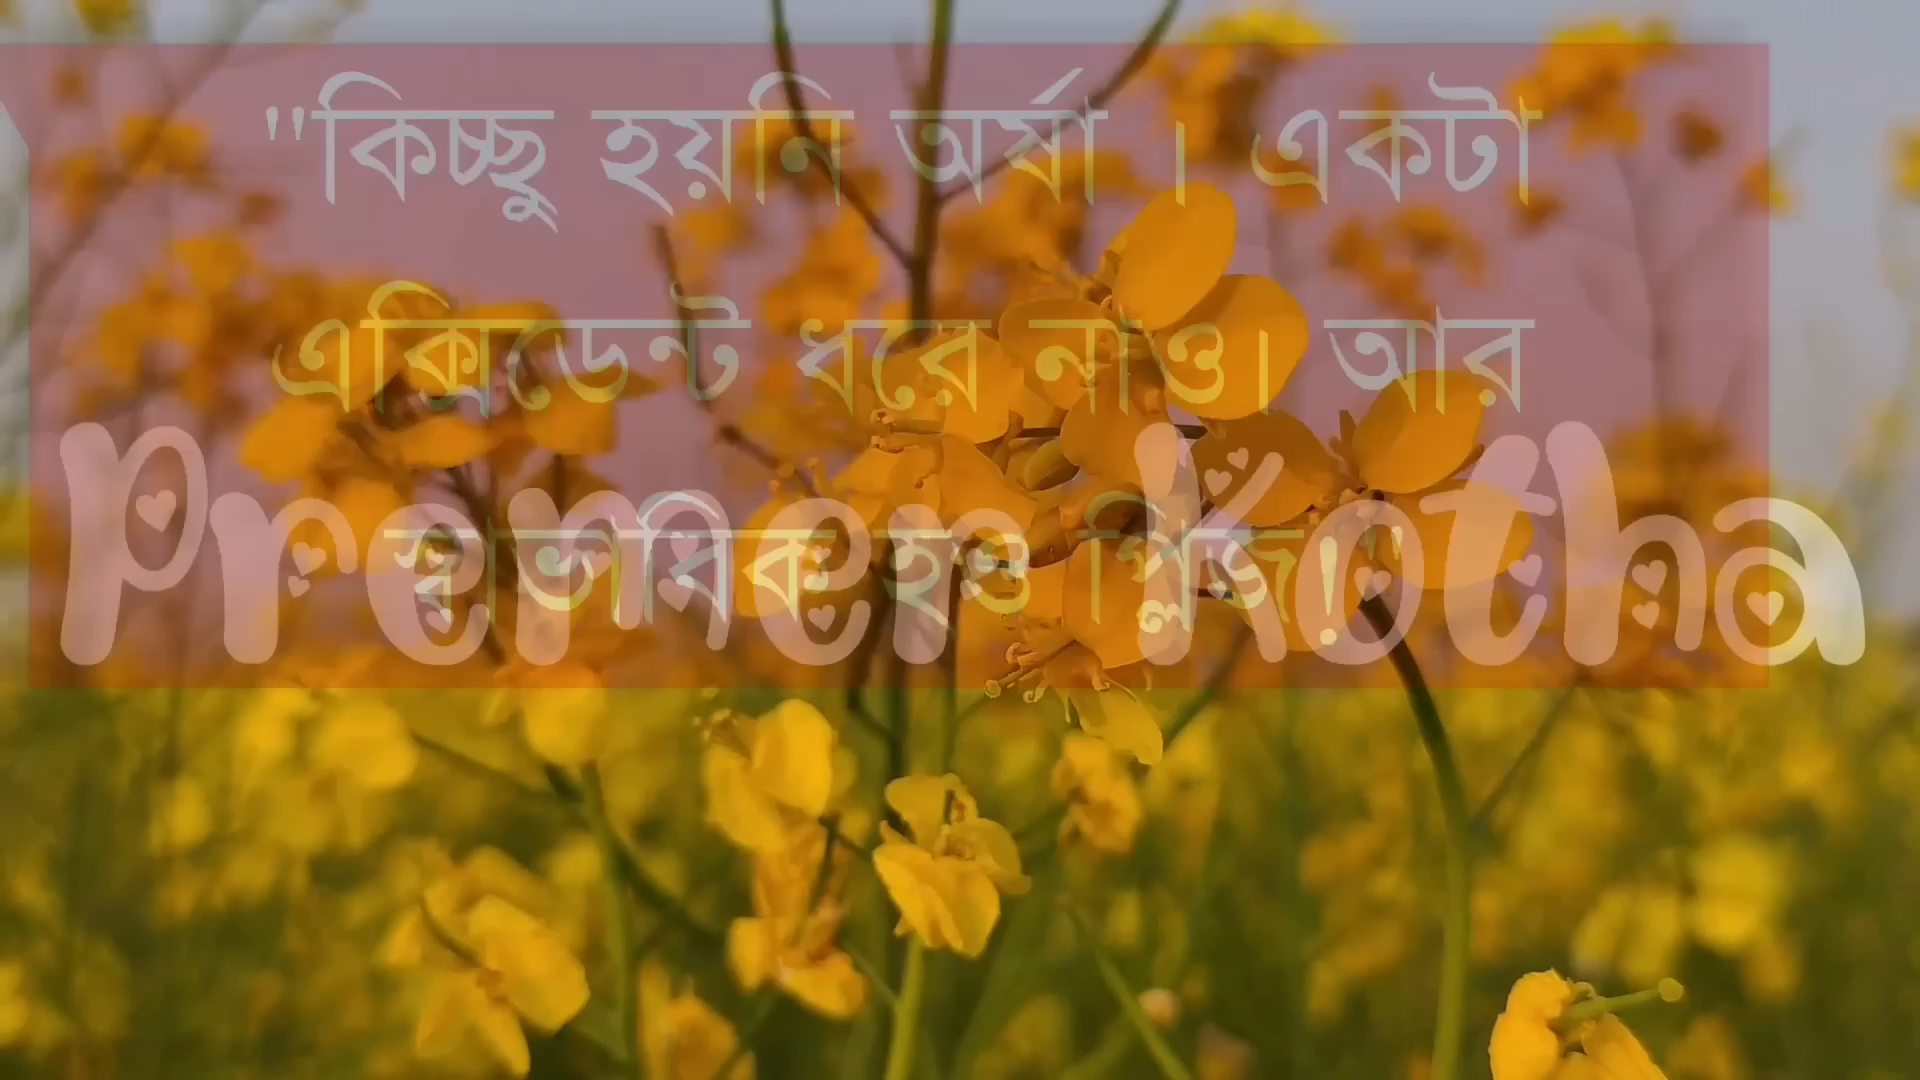 "কিচ্ছু হয়নি অর্ষা । একটা
এক্সিডেন্ট ধরে নাও। আর
স্বাভাবিক হও প্লিজ !
Premer Kotha